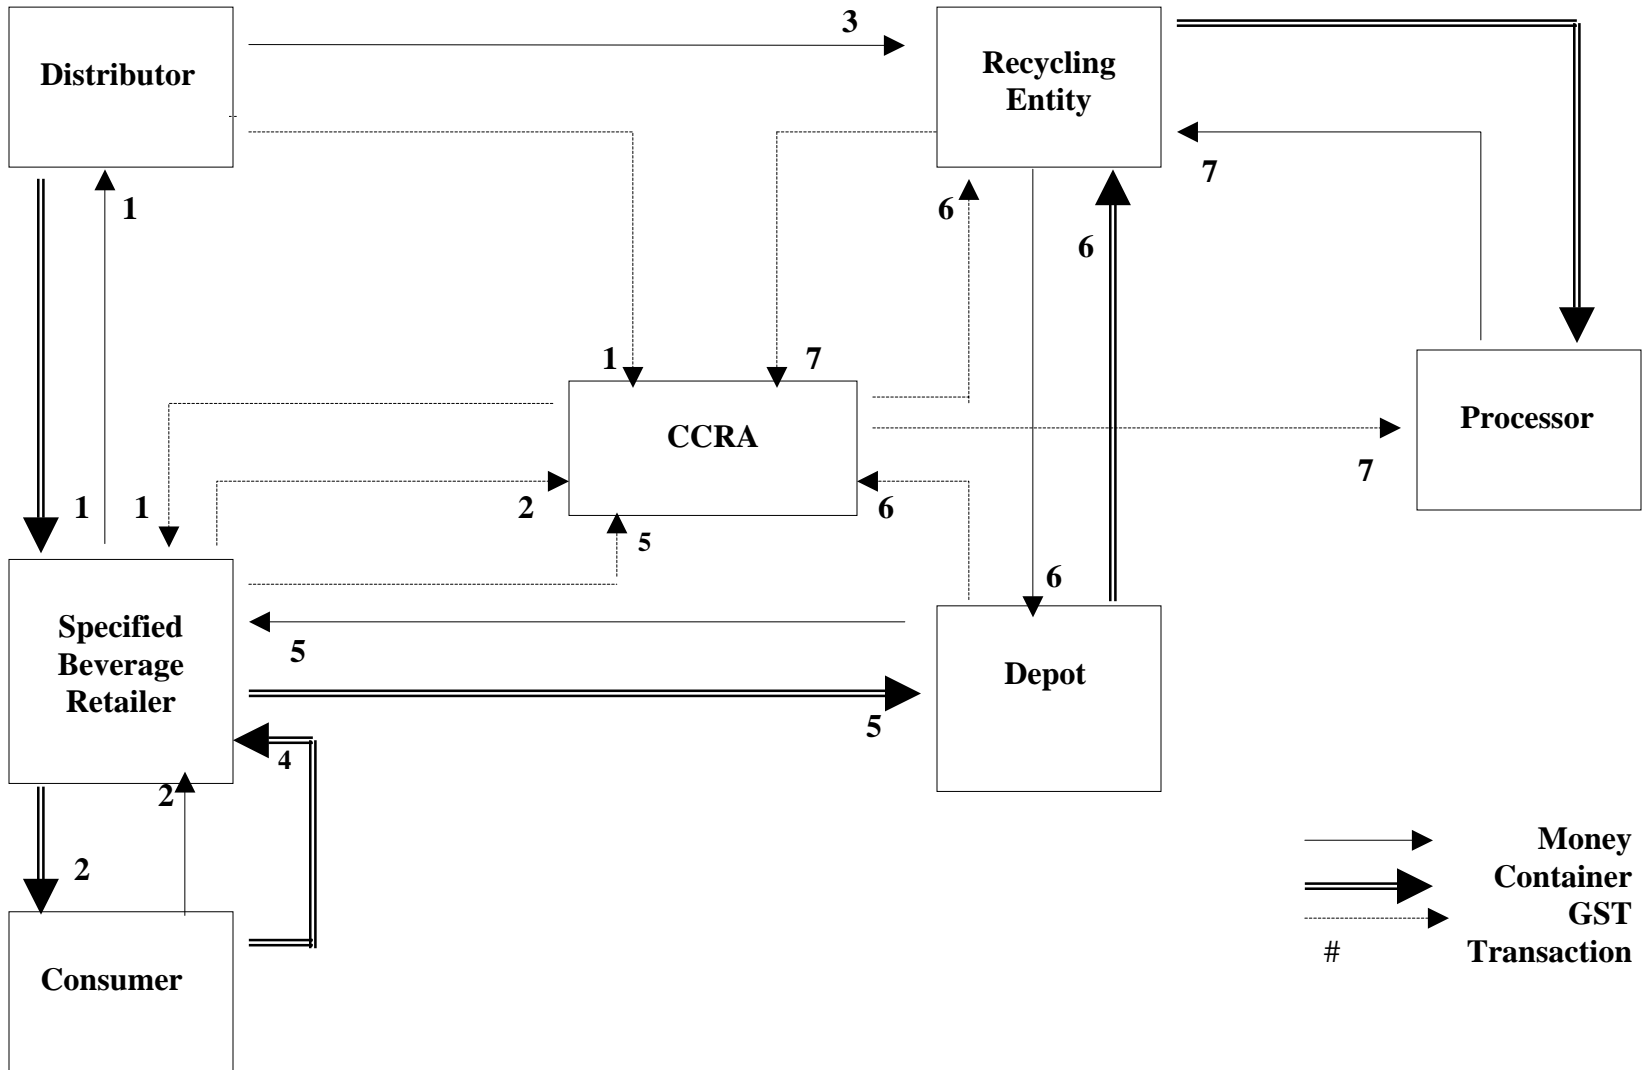 3
Distributor
Recycling
Entity
7
1
6
6
1
7
CCRA
Processor
7
1
1
2
6
5
6
Specified
Beverage
Retailer
5
Depot
5
4
2
2
Consumer
Money
Container
GST
# Transaction